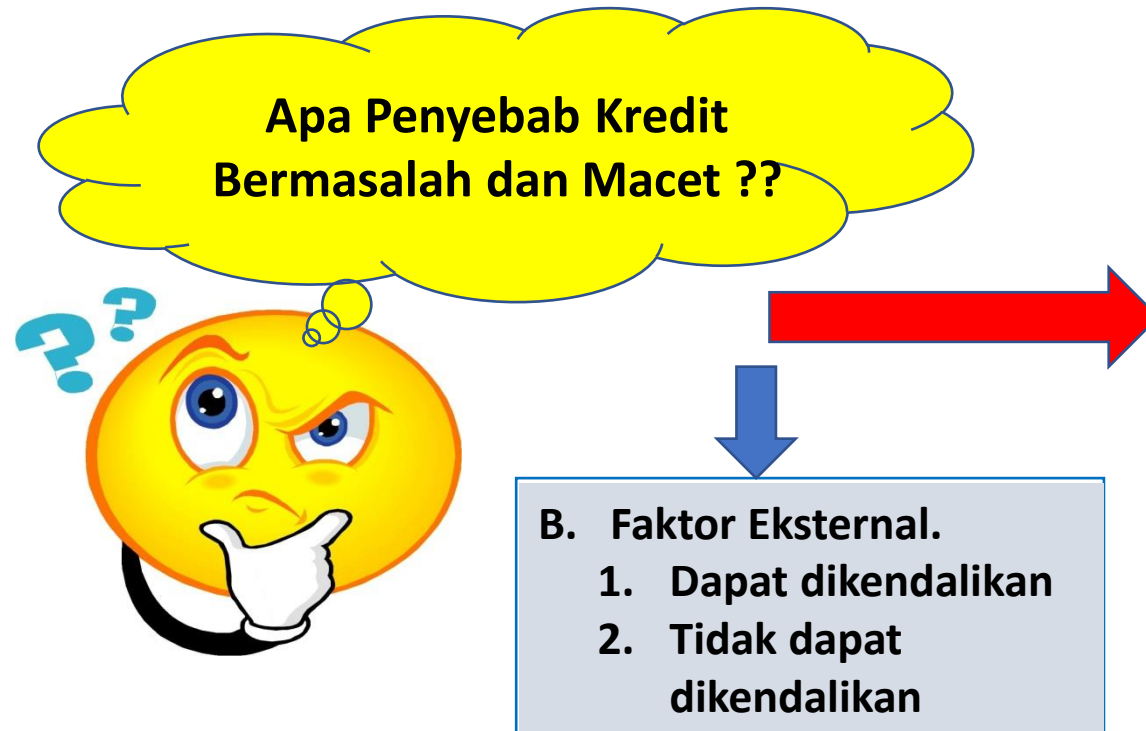 Apa Penyebab Kredit
Bermasalah dan Macet ??
? ?
B. Faktor Eksternal.
1. Dapat dikendalikan
2. Tidak dapat
dikendalikan